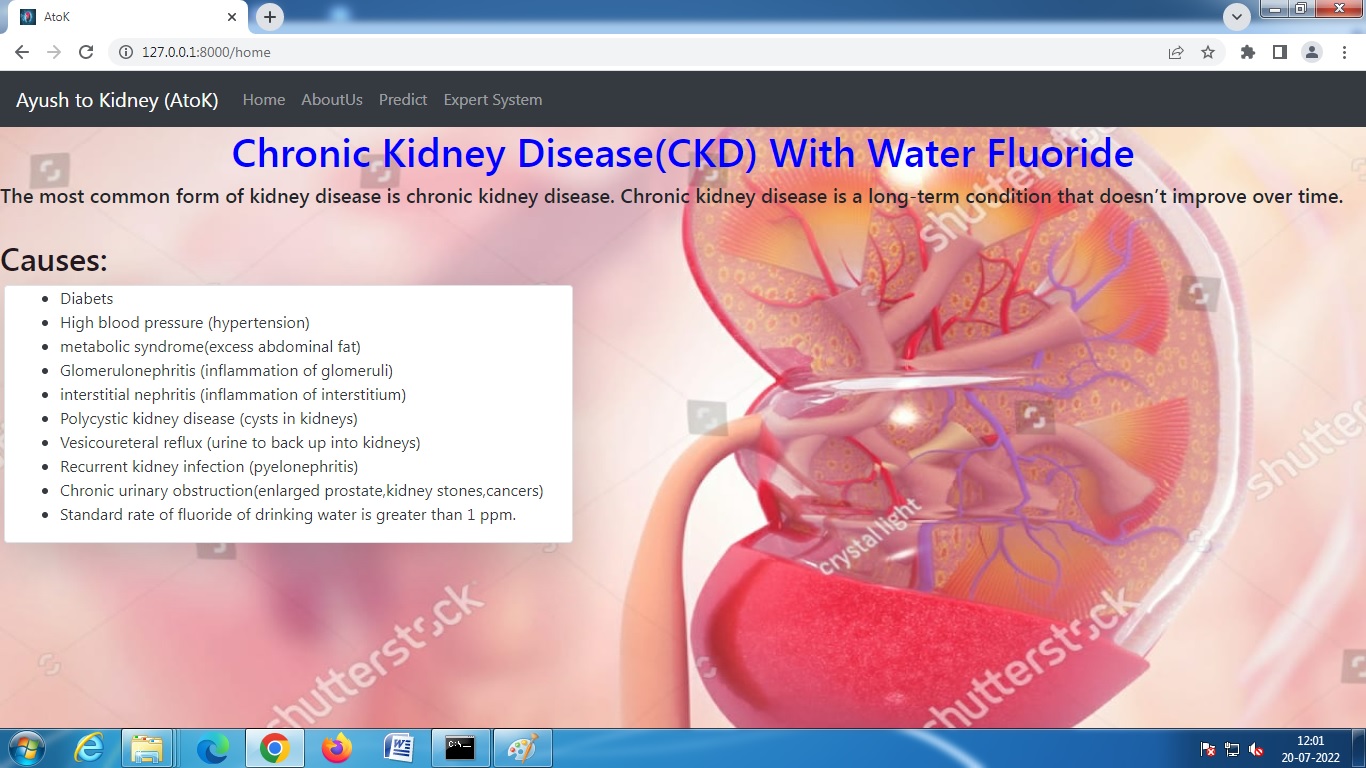 AtoK
127.0.0.1:8000/home
Ayush to Kidney (AtoK) Home AboutUs Predict Expert System
Chronic Kidney Disease(CKD) With Water Fluoride
The most common form of kidney disease is chronic kidney disease. Chronic kidney disease is a long-term condition that doesn’t improve over time.
Causes:
Diabets
High blood pressure (hypertension)
metabolic syndrome(excess abdominal fat)
Glomerulonephritis (inflammation of glomeruli)
interstitial nephritis (inflammation of interstitium)
Polycystic kidney disease (cysts in kidneys)
Vesicoureteral reflux (urine to back up into kidneys)
Recurrent kidney infection (pyelonephritis)
Chronic urinary obstruction(enlarged prostate,kidney stones,cancers)
Standard rate of fluoride of drinking water is greater than 1 ppm.
shutterstock
shutterstock
crystal light
shutterstock
shutterstock
12:01
20-07-2022